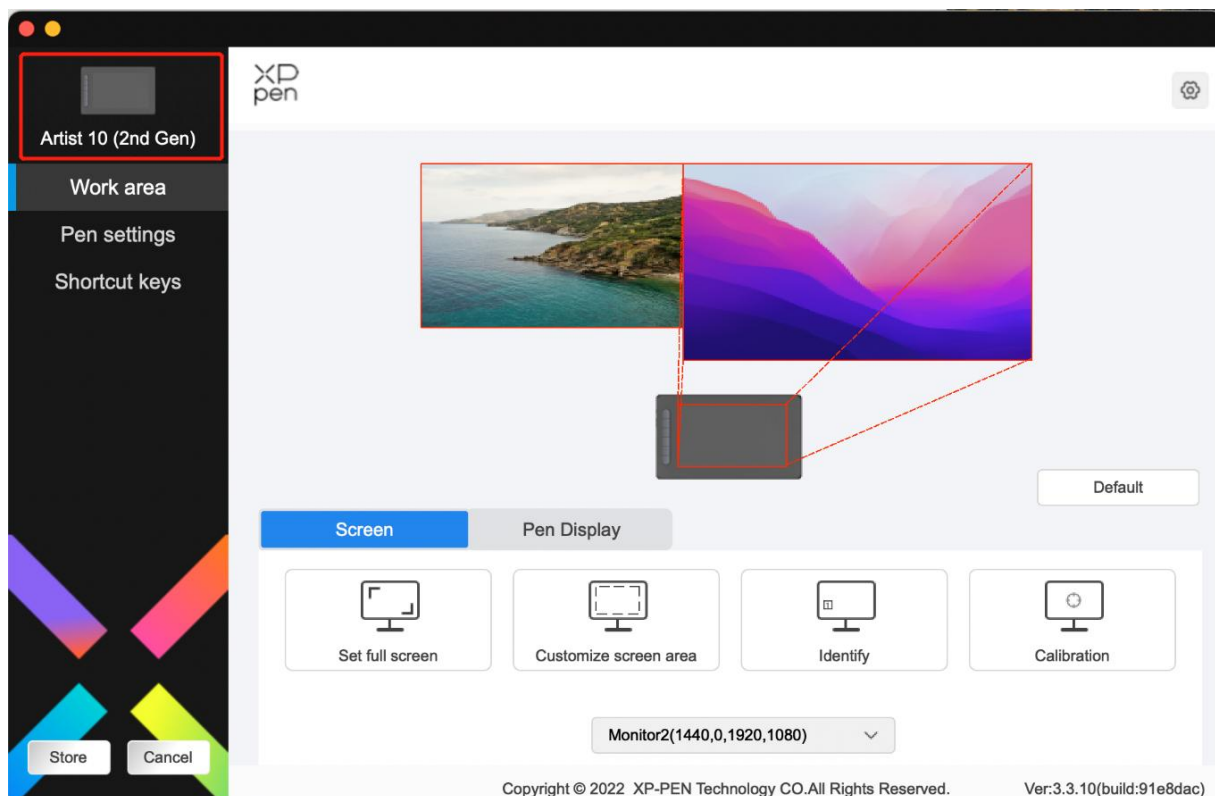 XP
pen
Artist 10 (2nd Gen)
Work area
Pen settings
Shortcut keys
Default
Screen
Pen Display
Set full screen
Customize screen area
Identify
Calibration
Monitor2(1440,0,1920,1080)
Store
Cancel
Copyright © 2022 XP-PEN Technology CO.All Rights Reserved.
Ver:3.3.10(build:91e8dac)